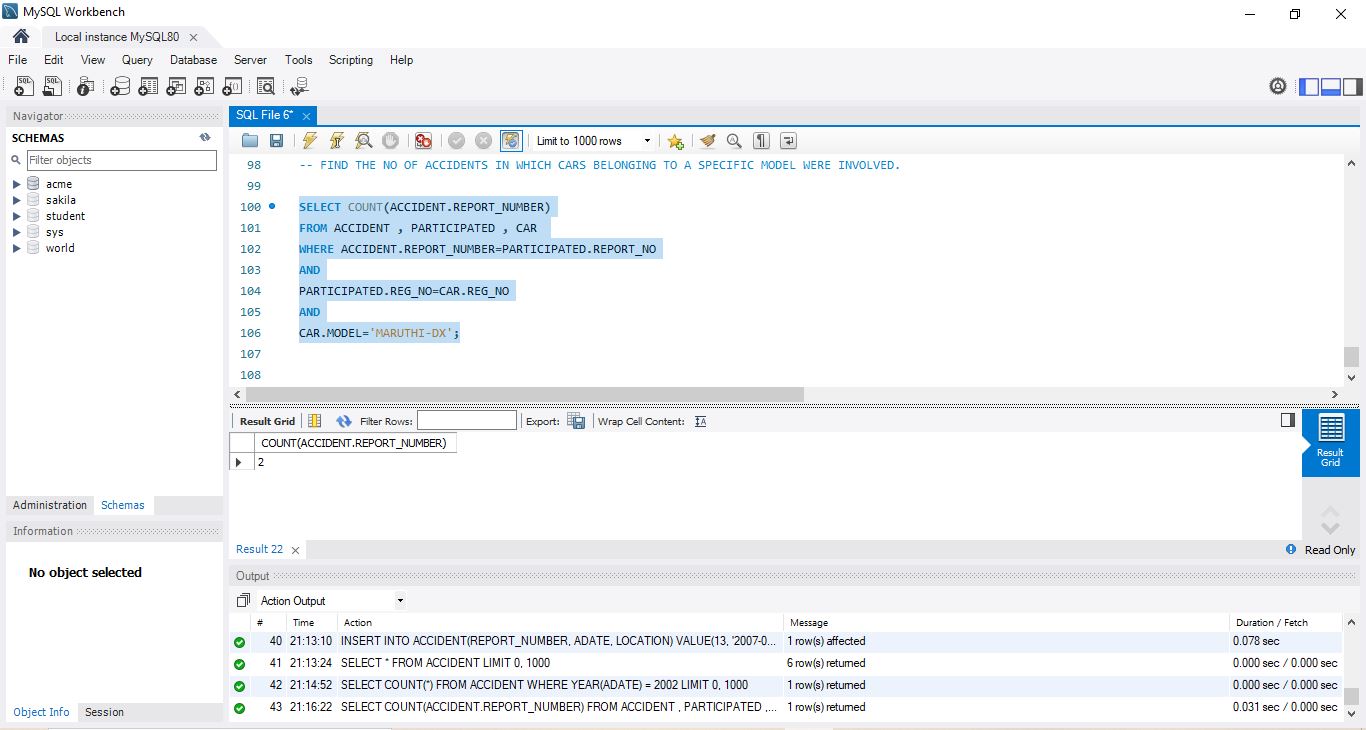 MySQL Workbench
Local instance MySQL80
File Edit View Query Database Server Tools Scripting Help
Navigator
SCHEMAS
Filter objects
acme
sakila
student
sys
world
Administration Schemas
Information
No object selected
Object Info Session
SQL File 6*
Limit to 1000 rows
98 -- FIND THE NO OF ACCIDENTS IN WHICH CARS BELONGING TO A SPECIFIC MODEL WERE INVOLVED.
99
100 SELECT COUNT(ACCIDENT.REPORT_NUMBER)
101 FROM ACCIDENT , PARTICIPATED , CAR
102 WHERE ACCIDENT.REPORT_NUMBER=PARTICIPATED.REPORT_NO
103 AND
104 PARTICIPATED.REG_NO=CAR.REG_NO
105 AND
106 CAR.MODEL='MARUTHI-DX';
107
108
Result Grid Filter Rows: Export: Wrap Cell Content:
COUNT(ACCIDENT.REPORT_NUMBER)
2
Result
Grid
Result 22
Read Only
Output
Action Output
# Time Action Message Duration / Fetch
40 21:13:10 INSERT INTO ACCIDENT(REPORT_NUMBER, ADATE, LOCATION) VALUE(13, '2007-0... 1 row(s) affected 0.078 sec
41 21:13:24 SELECT * FROM ACCIDENT LIMIT 0, 1000 6 row(s) returned 0.000 sec / 0.000 sec
42 21:14:52 SELECT COUNT(*) FROM ACCIDENT WHERE YEAR(ADATE) = 2002 LIMIT 0, 1000 1 row(s) returned 0.000 sec / 0.000 sec
43 21:16:22 SELECT COUNT(ACCIDENT.REPORT_NUMBER) FROM ACCIDENT , PARTICIPATED ,... 1 row(s) returned 0.031 sec / 0.000 sec